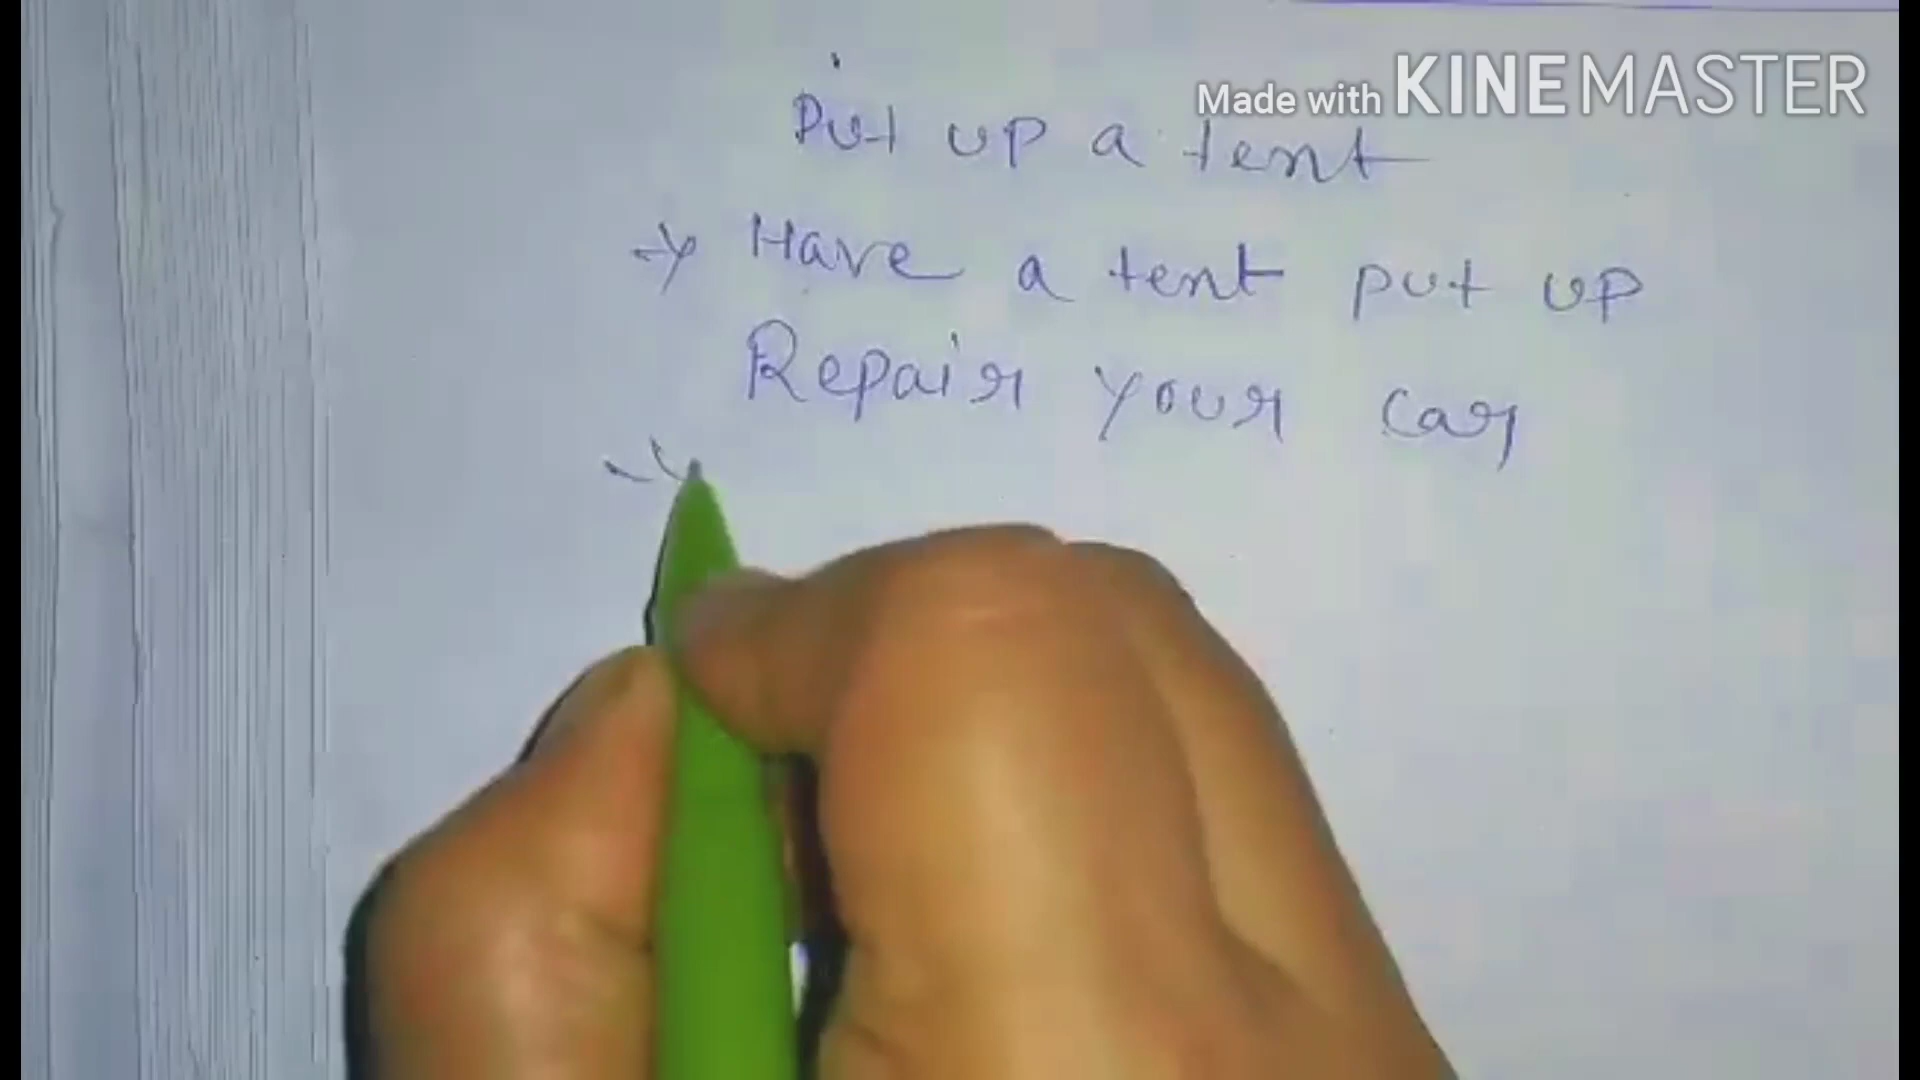 Made with KINEMASTER
Put up a tent
→ Have a tent put up
Repair your car